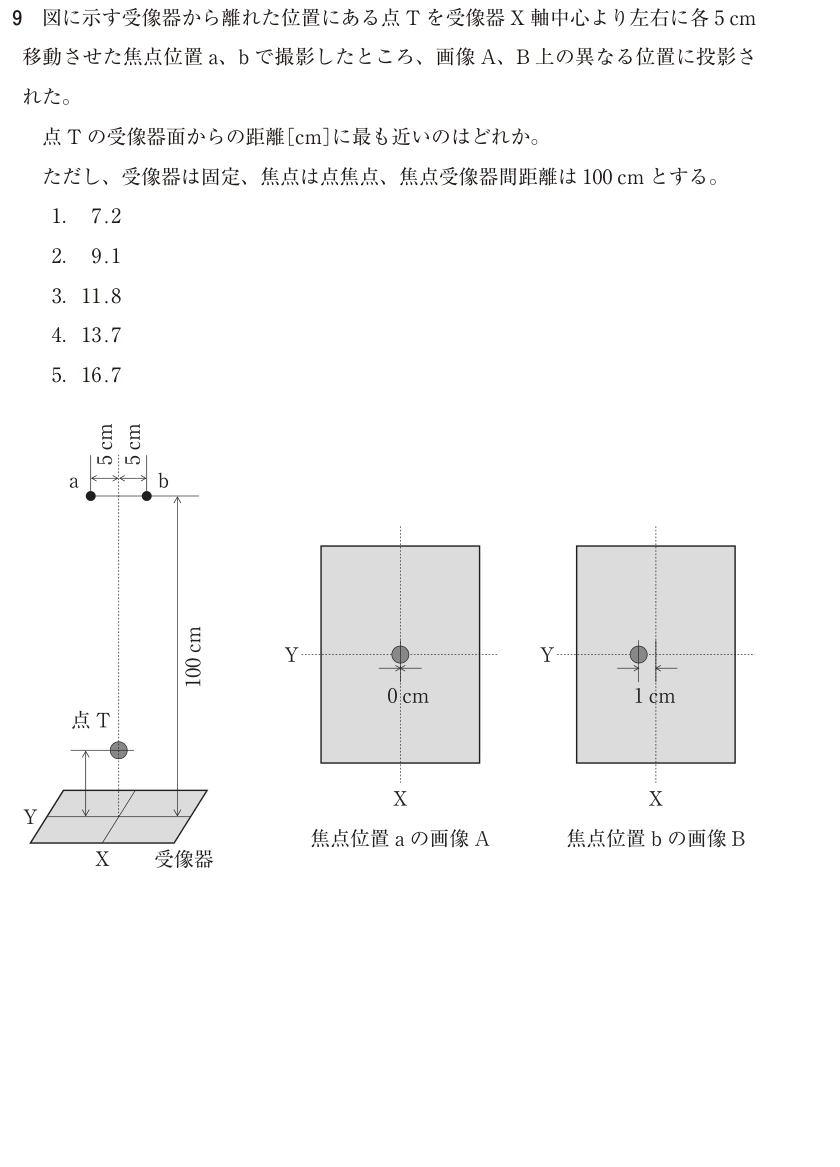 9 図に示す受像器から離れた位置にある点 T を受像器 X 軸中心より左右に各 5 cm
移動させた焦点位置 a、b で撮影したところ、画像 A、B 上の異なる位置に投影さ
れた。
点 T の受像器面からの距離[cm]に最も近いのはどれか。
ただし、受像器は固定、焦点は点焦点、焦点受像器間距離は 100 cm とする。
1. 7.2
2. 9.1
3. 11.8
4. 13.7
5. 16.7
5 cm
5 cm
a
b
100 cm
点 T
Y
X
受像器
Y
0 cm
X
焦点位置 a の画像 A
Y
1 cm
X
焦点位置 b の画像 B